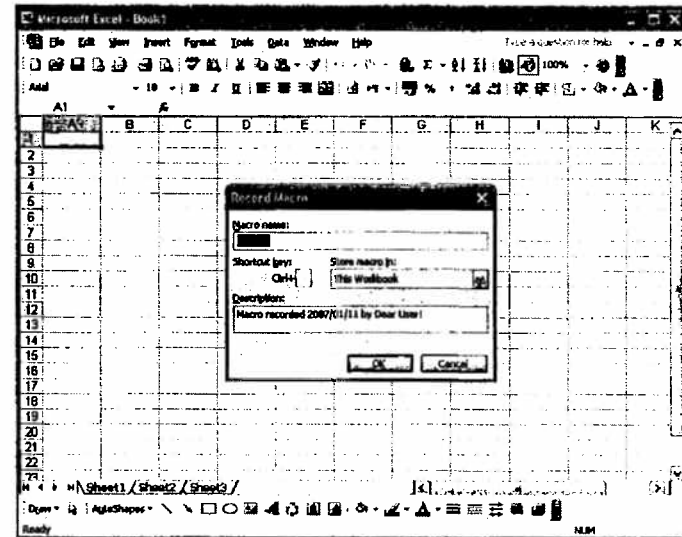 Microsoft Excel - Book1
File Edit View Insert Format Tools Data Window Help Type a question for help
100%
Arial 10 B I U %
A1 fx
A B C D E F G H I J K
1
2
3
4
5
6
7
8
9
10
11
12
13
14
15
16
17
18
19
20
21
22
23
Record Macro
Macro name:
Shortcut key: Store macro in:
Ctrl+ This Workbook
Description:
Macro recorded 2007/01/11 by Dear User!
OK Cancel
Sheet1 / Sheet2 / Sheet3 /
Draw AutoShapes
Ready NUM